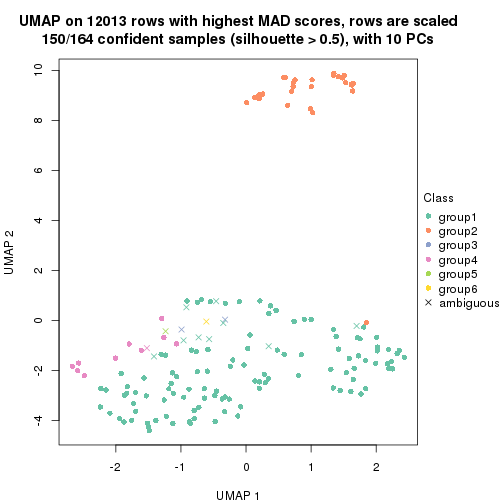 UMAP on 12013 rows with highest MAD scores, rows are scaled
150/164 confident samples (silhouette > 0.5), with 10 PCs
10
8
6
4
2
0
-2
-4
UMAP 2
-2
-1
0
1
2
UMAP 1
Class
group1
group2
group3
group4
group5
group6
ambiguous